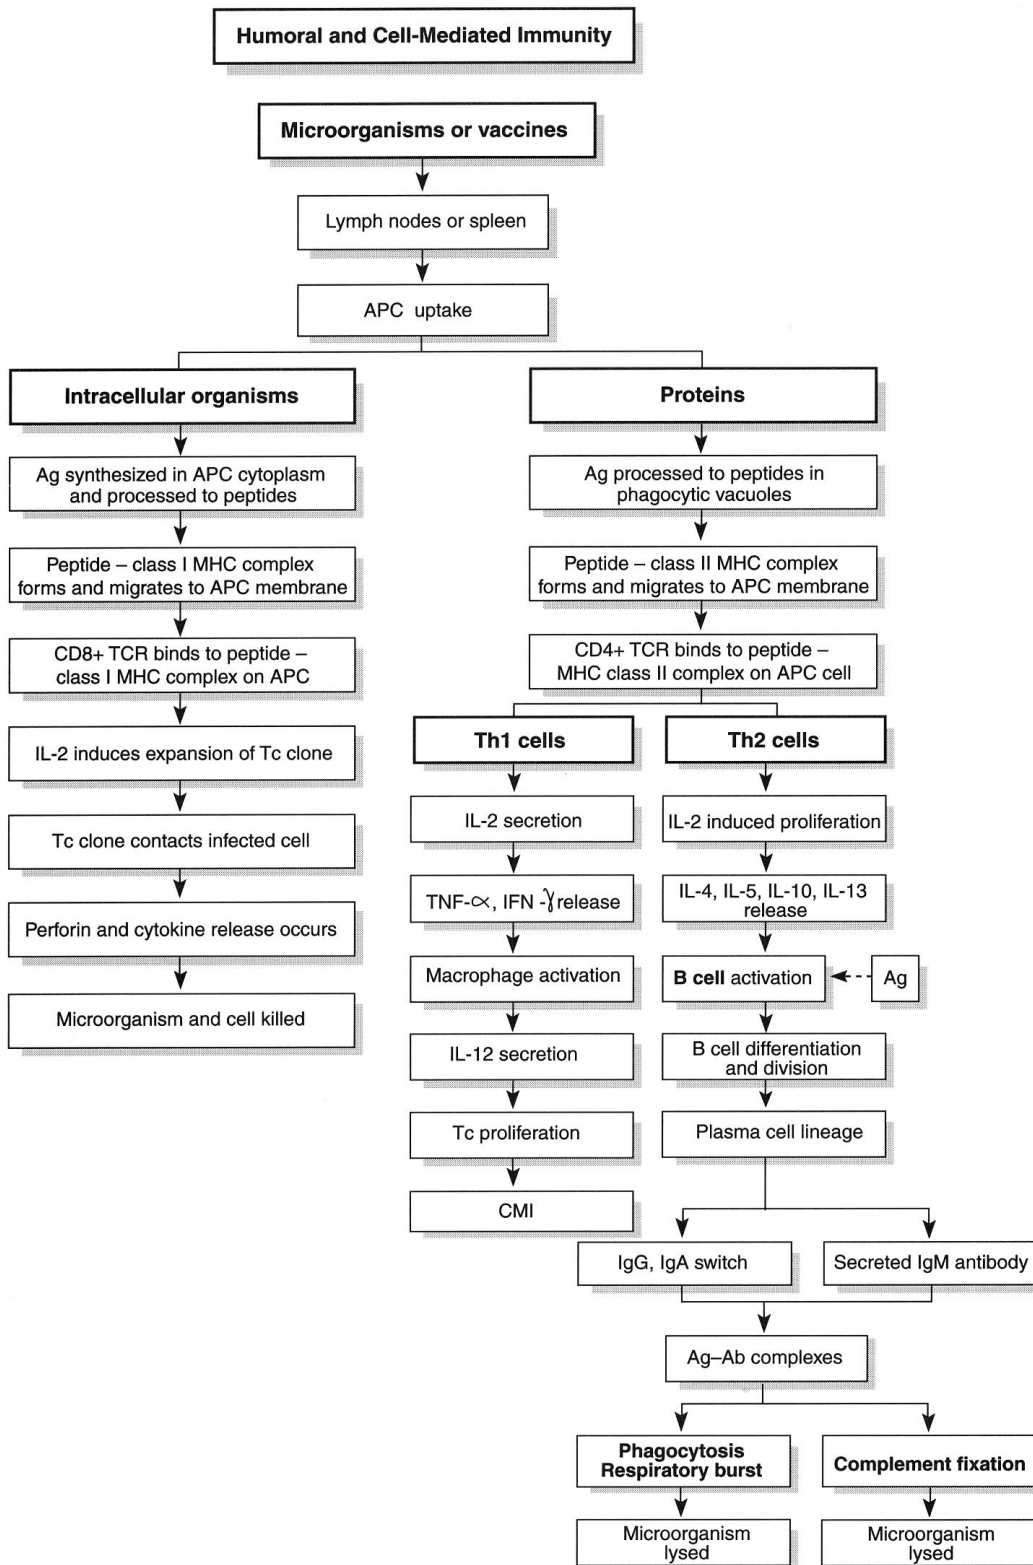 Humoral and Cell-Mediated Immunity
Microorganisms or vaccines
Lymph nodes or spleen
APC uptake
Intracellular organisms
Ag synthesized in APC cytoplasm
and processed to peptides
Peptide – class I MHC complex
forms and migrates to APC membrane
CD8+ TCR binds to peptide –
class I MHC complex on APC
IL-2 induces expansion of Tc clone
Tc clone contacts infected cell
Perforin and cytokine release occurs
Microorganism and cell killed
Proteins
Ag processed to peptides in
phagocytic vacuoles
Peptide – class II MHC complex
forms and migrates to APC membrane
CD4+ TCR binds to peptide –
MHC class II complex on APC cell
Th1 cells
IL-2 secretion
TNF-∝, IFN -γ release
Macrophage activation
IL-12 secretion
Tc proliferation
CMI
Th2 cells
IL-2 induced proliferation
IL-4, IL-5, IL-10, IL-13
release
B cell activation
Ag
B cell differentiation
and division
Plasma cell lineage
IgG, IgA switch
Secreted IgM antibody
Ag–Ab complexes
Phagocytosis
Respiratory burst
Microorganism
lysed
Complement fixation
Microorganism
lysed